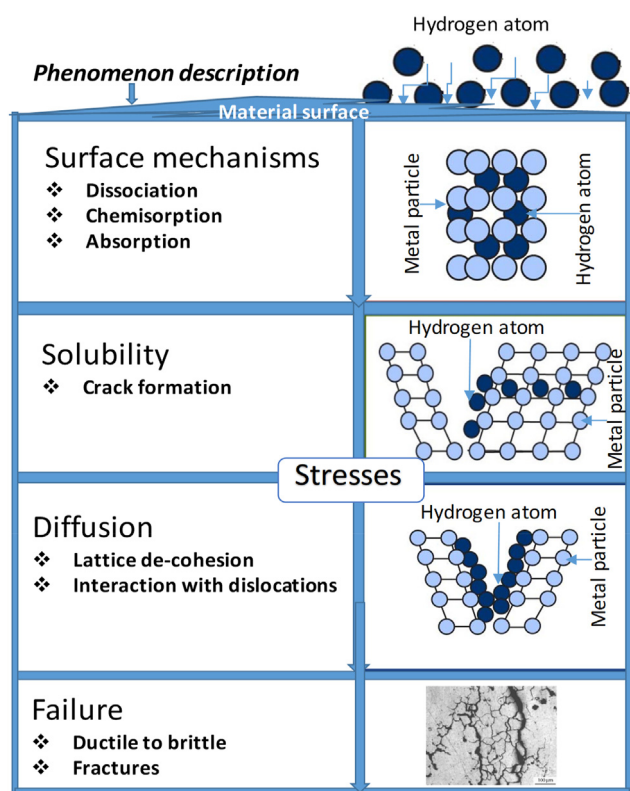 Hydrogen atom
Phenomenon description
Material surface
Surface mechanisms
❖ Dissociation
❖ Chemisorption
❖ Absorption
Metal particle
Hydrogen atom
Solubility
❖ Crack formation
Hydrogen atom
Metal particle
Stresses
Diffusion
❖ Lattice de-cohesion
❖ Interaction with dislocations
Hydrogen atom
Metal particle
Failure
❖ Ductile to brittle
❖ Fractures